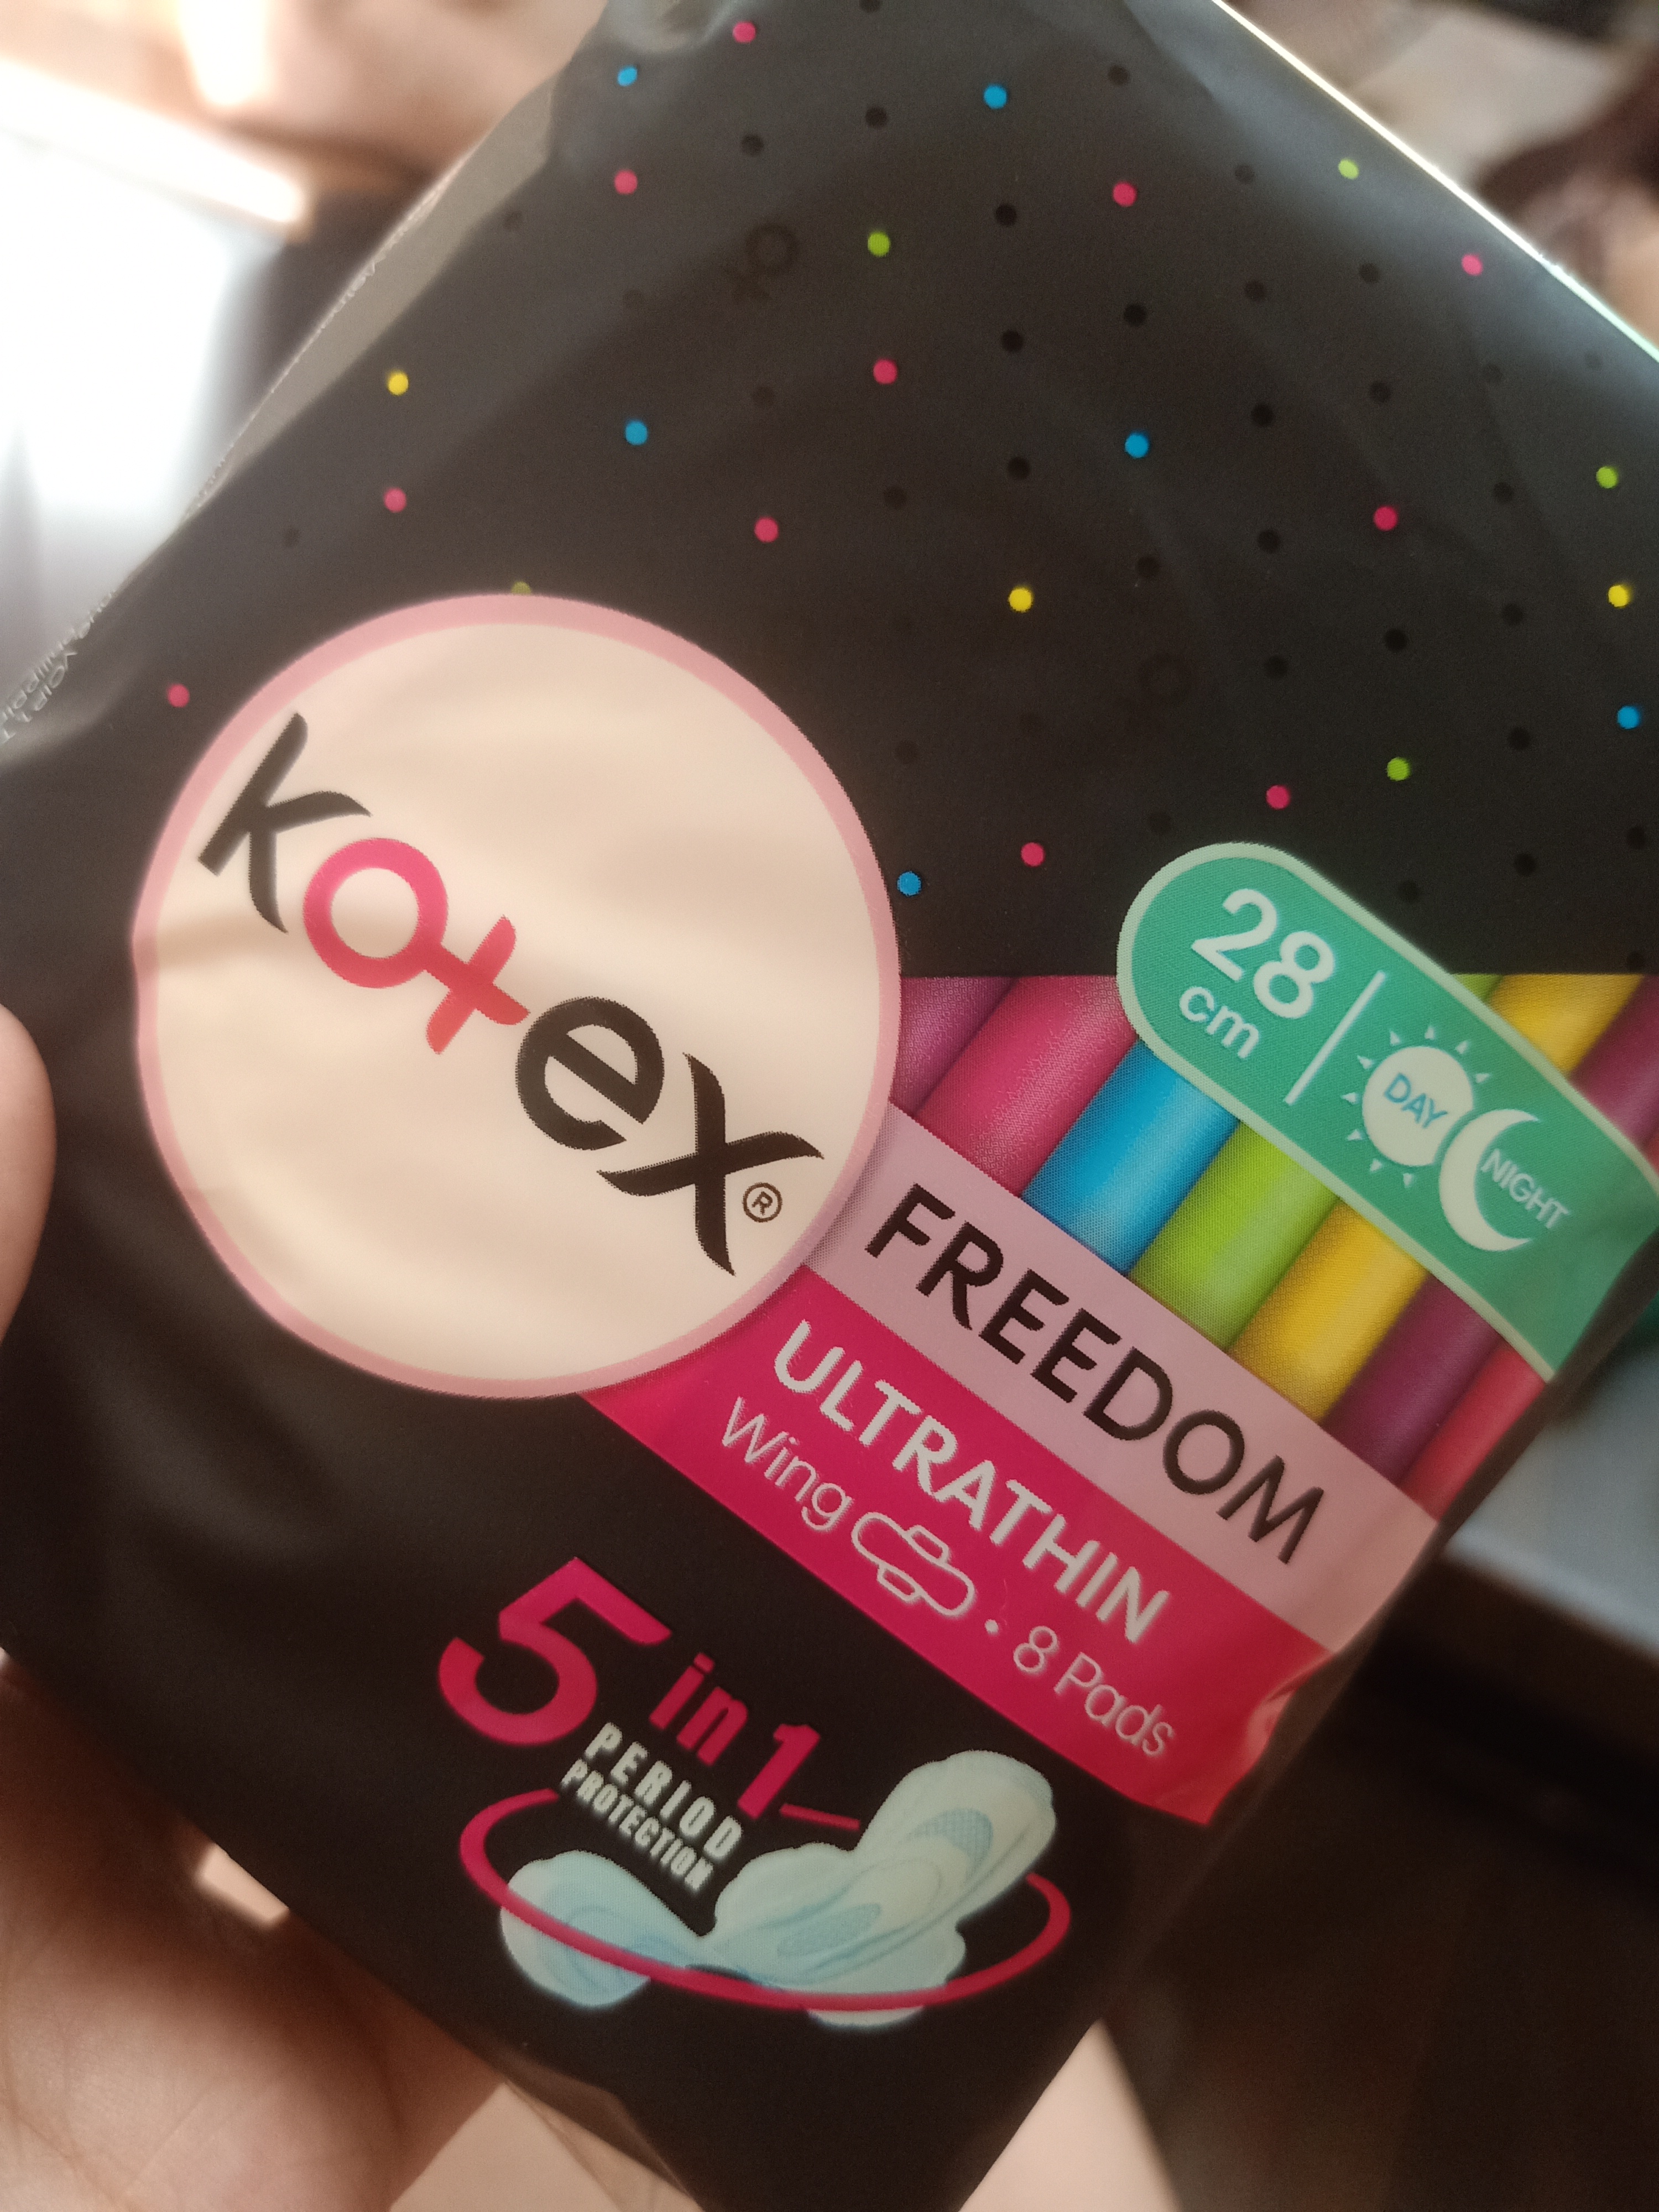 Kotex®
28
cm
DAY
NIGHT
FREEDOM
ULTRATHIN
Wing • 8 Pads
5 in 1
PERIOD
PROTECTION